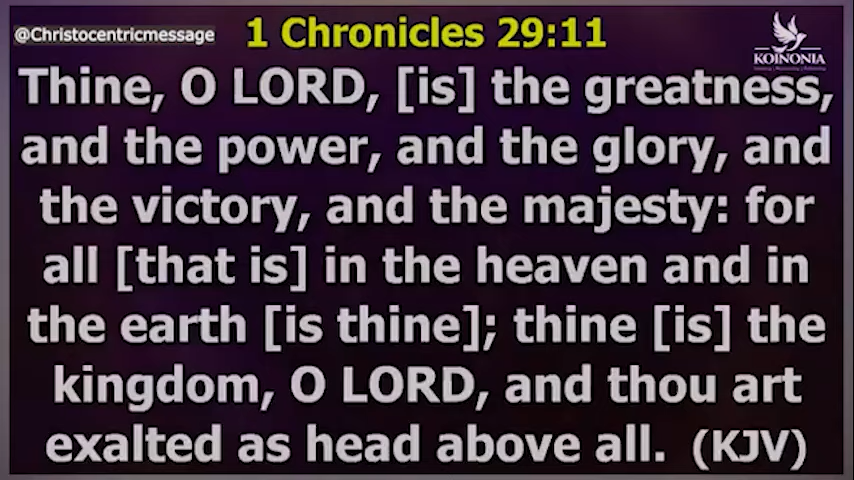 @Christocentricmessage
1 Chronicles 29:11
KOINONIA
Thine, O LORD, [is] the greatness,
and the power, and the glory, and
the victory, and the majesty: for
all [that is] in the heaven and in
the earth [is thine]; thine [is] the
kingdom, O LORD, and thou art
exalted as head above all. (KJV)